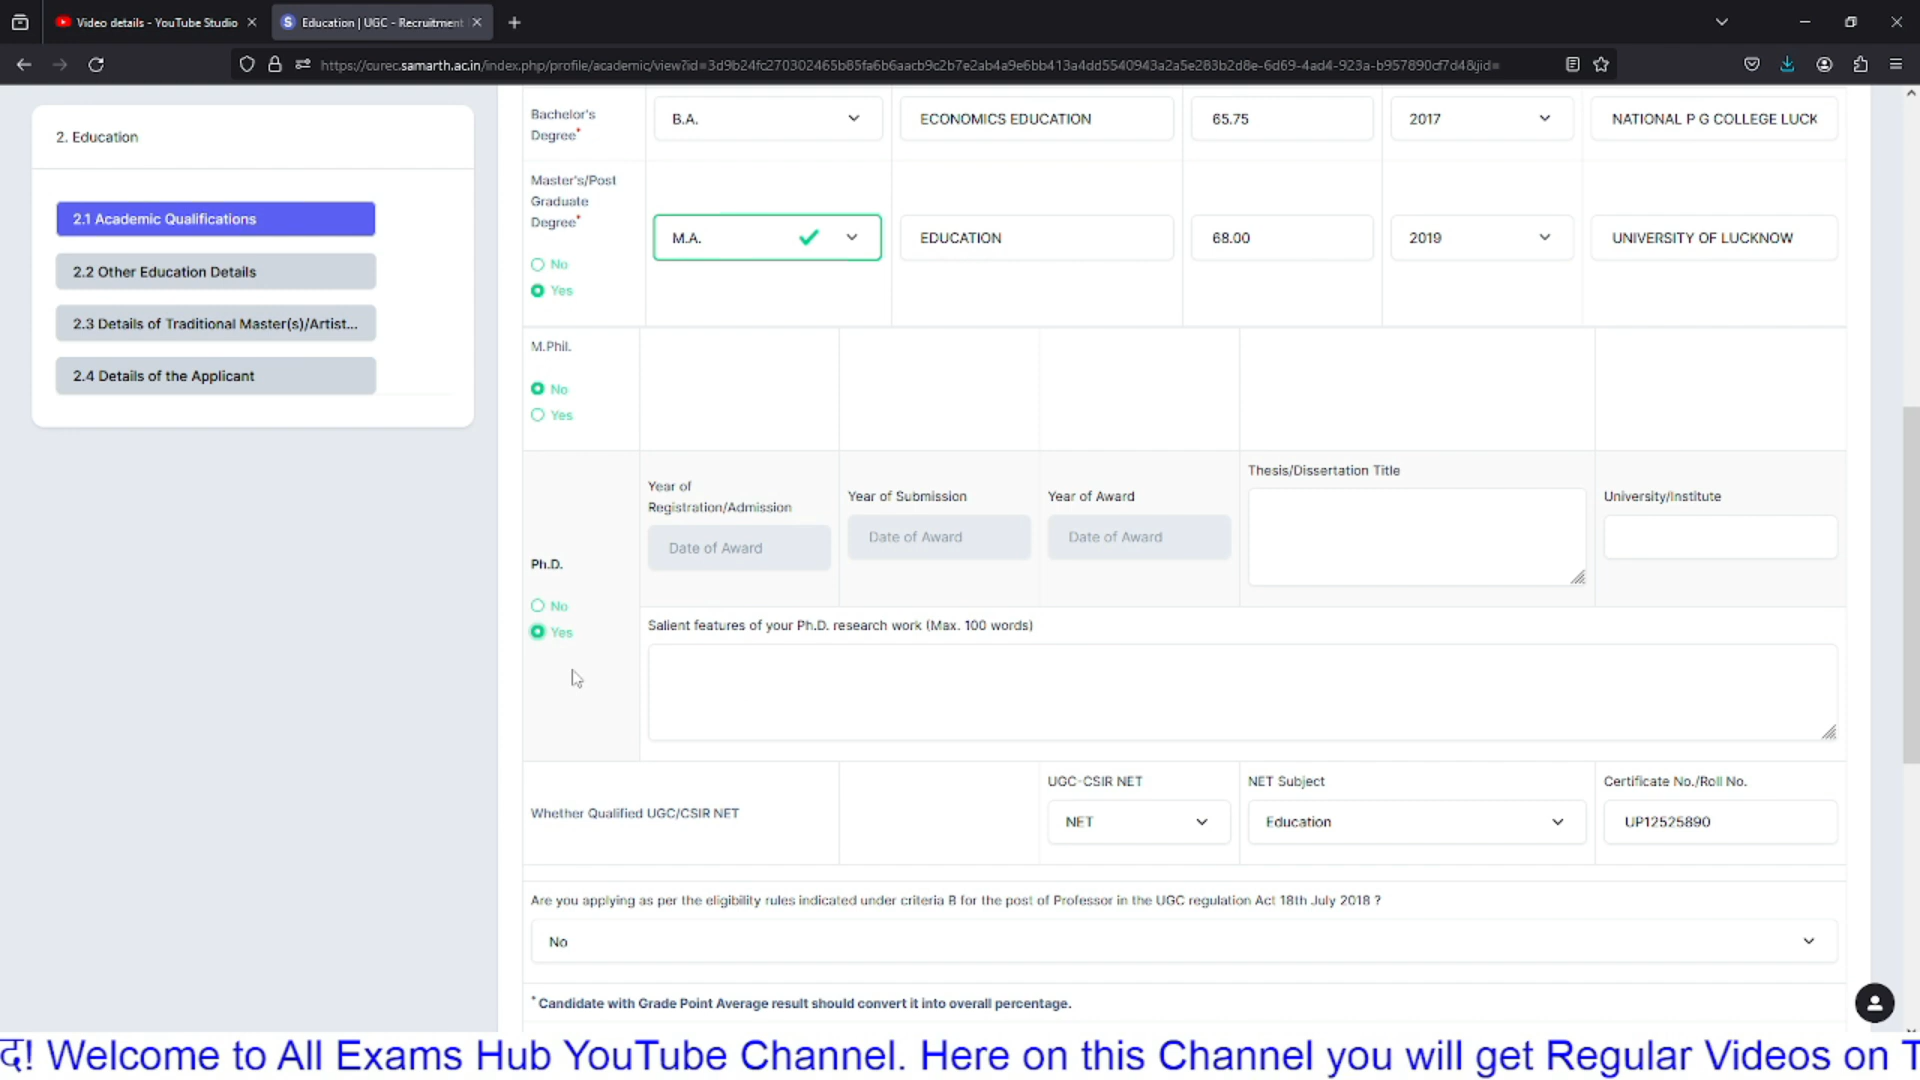 Video details - YouTube Studio
Education | UGC - Recruitment
https://curec.samarth.ac.in/index.php/profile/academic/view?id=3d9b24fc270302465b85fa6b6aacb9c2b7e2ab4a9e6bb413a4dd5540943a2a5e283b2d8e-6d69-4ad4-923a-b957890cf7d4&jid=
2. Education
2.1 Academic Qualifications
2.2 Other Education Details
2.3 Details of Traditional Master(s)/Artist...
2.4 Details of the Applicant
Bachelor's
Degree*
B.A.
ECONOMICS EDUCATION
65.75
2017
NATIONAL P G COLLEGE LUCK
Master's/Post
Graduate
Degree*
No
Yes
M.A.
EDUCATION
68.00
2019
UNIVERSITY OF LUCKNOW
M.Phil.
No
Yes
Ph.D.
No
Yes
Year of
Registration/Admission
Date of Award
Year of Submission
Date of Award
Year of Award
Date of Award
Thesis/Dissertation Title
University/Institute
Salient features of your Ph.D. research work (Max. 100 words)
Whether Qualified UGC/CSIR NET
UGC-CSIR NET
NET
NET Subject
Education
Certificate No./Roll No.
UP12525890
Are you applying as per the eligibility rules indicated under criteria B for the post of Professor in the UGC regulation Act 18th July 2018 ?
No
* Candidate with Grade Point Average result should convert it into overall percentage.
द! Welcome to All Exams Hub YouTube Channel. Here on this Channel you will get Regular Videos on T